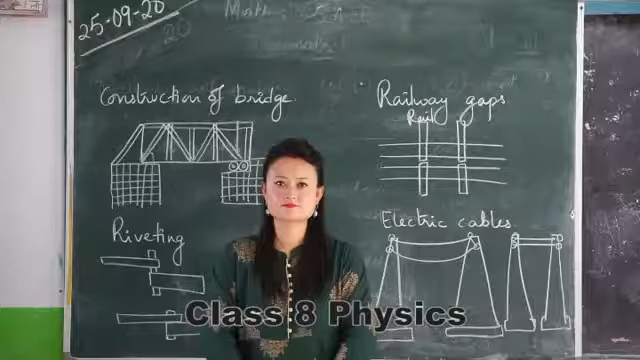 25-09-20
Construction of bridge.
Railway gaps
Rail
Riveting
Electric cables
Class 8 Physics